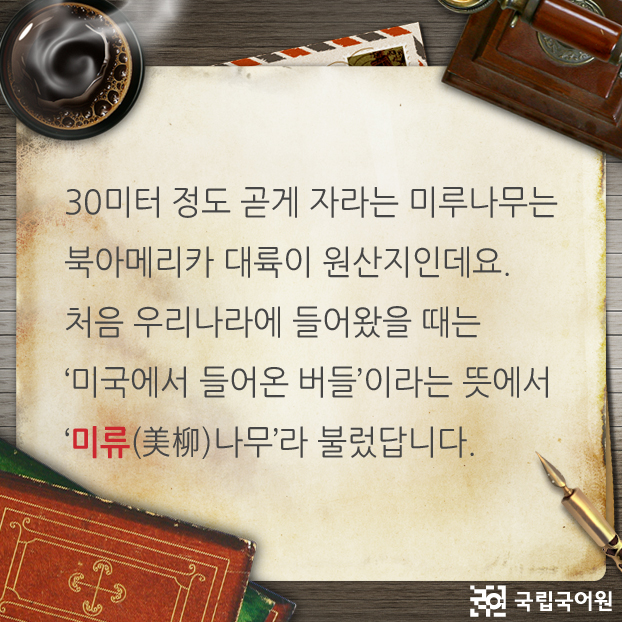 30미터 정도 곧게 자라는 미루나무는
북아메리카 대륙이 원산지인데요.
처음 우리나라에 들어왔을 때는
‘미국에서 들어온 버들’이라는 뜻에서
‘미류(美柳)나무’라 불렀답니다.
국립국어원